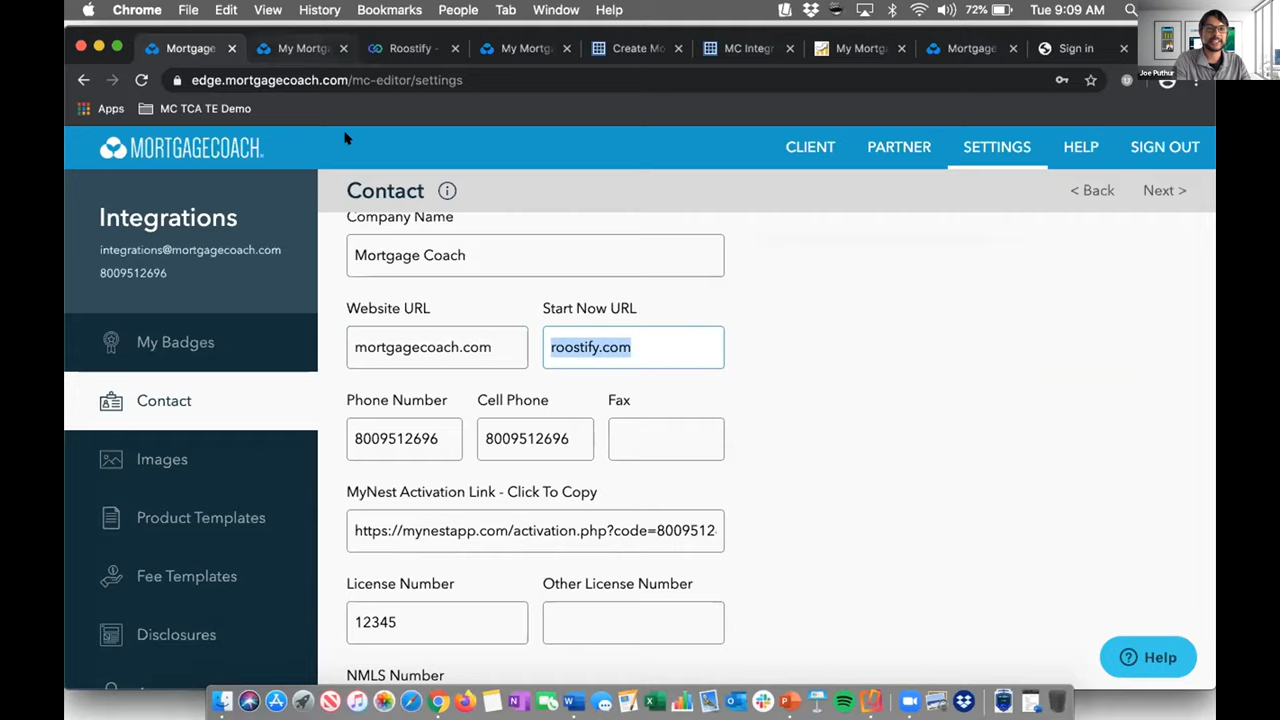 Chrome File Edit View History Bookmarks People Tab Window Help 72% Tue 9:09 AM
Mortgage My Mortg Roostify - My Mortg Create Mo MC Integr My Mortg Mortgage Sign in
edge.mortgagecoach.com/mc-editor/settings
Joe Puthur
Apps MC TCA TE Demo
MORTGAGECOACH CLIENT PARTNER SETTINGS HELP SIGN OUT
Contact < Back Next >
Integrations
integrations@mortgagecoach.com
8009512696
My Badges
Contact
Images
Product Templates
Fee Templates
Disclosures
Company Name
Mortgage Coach
Website URL Start Now URL
mortgagecoach.com roostify.com
Phone Number Cell Phone Fax
8009512696 8009512696
MyNest Activation Link - Click To Copy
https://mynestapp.com/activation.php?code=8009512
License Number Other License Number
12345
NMLS Number
Help